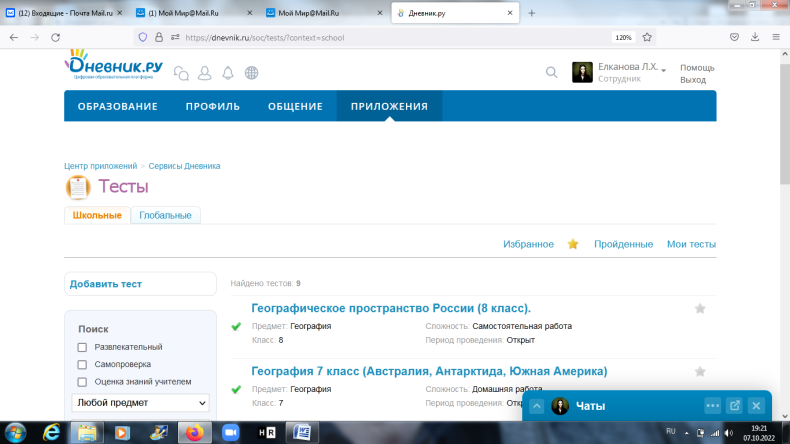 (12) Входящие - Почта Mail.ru
(1) Мой Мир@Mail.Ru
Мой Мир@Mail.Ru
Дневник.ру
https://dnevnik.ru/soc/tests/?context=school
120%
ДНЕВНИК.РУ
Цифровая образовательная платформа
Елканова Л.Х.
Сотрудник
Помощь
Выход
ОБРАЗОВАНИЕ ПРОФИЛЬ ОБЩЕНИЕ ПРИЛОЖЕНИЯ
Центр приложений > Сервисы Дневника
Тесты
Школьные Глобальные
Избранное Пройденные Мои тесты
Добавить тест
Поиск
Развлекательный
Самопроверка
Оценка знаний учителем
Любой предмет
Найдено тестов: 9
Географическое пространство России (8 класс).
Предмет: География Сложность: Самостоятельная работа
Класс: 8 Период проведения: Открыт
География 7 класс (Австралия, Антарктида, Южная Америка)
Предмет: География Сложность: Домашняя работа
Класс: 7 Период проведения:
Чаты
HR
RU
19:21
07.10.2022